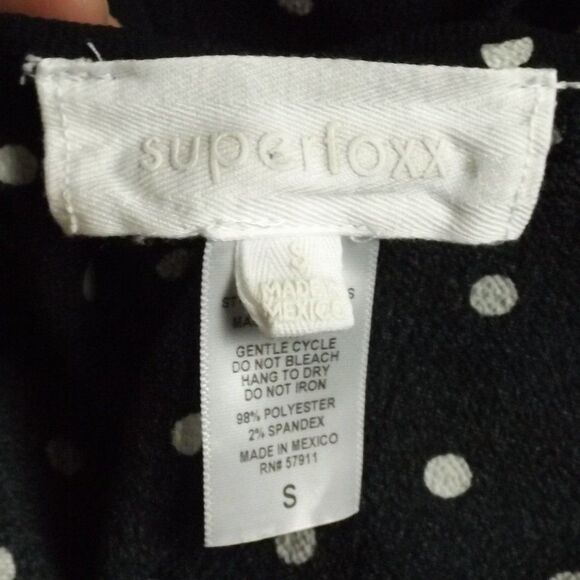 superfoxx
S
MADE IN
MEXICO
GENTLE CYCLE
DO NOT BLEACH
HANG TO DRY
DO NOT IRON
98% POLYESTER
2% SPANDEX
MADE IN MEXICO
RN# 57911
S